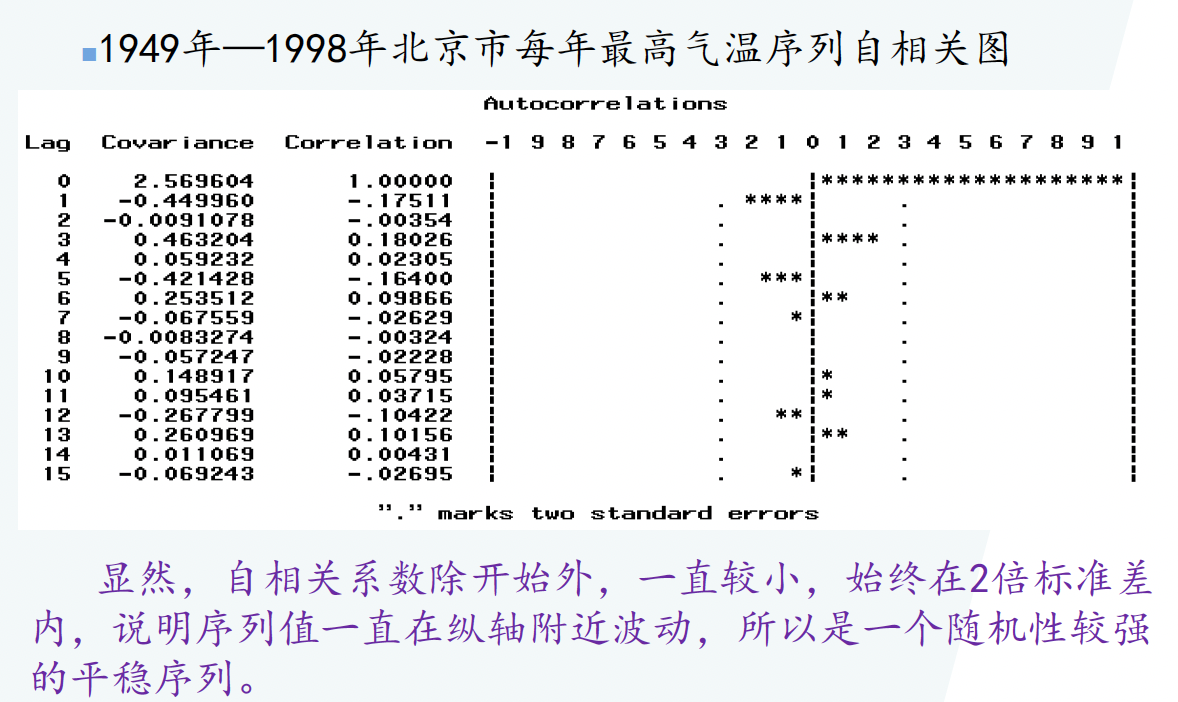 ■1949年—1998年北京市每年最高气温序列自相关图
Autocorrelations
Lag Covariance Correlation -1 9 8 7 6 5 4 3 2 1 0 1 2 3 4 5 6 7 8 9 1
0 2.569604 1.00000 | |********************|
1 -0.449960 -.17511 | . ****| . |
2 -0.0091078 -.00354 | . | . |
3 0.463204 0.18026 | . |**** . |
4 0.059232 0.02305 | . | . |
5 -0.421428 -.16400 | . ***| . |
6 0.253512 0.09866 | . |** . |
7 -0.067559 -.02629 | . *| . |
8 -0.0083274 -.00324 | . | . |
9 -0.057247 -.02228 | . | . |
10 0.148917 0.05795 | . |* . |
11 0.095461 0.03715 | . |* . |
12 -0.267799 -.10422 | . **| . |
13 0.260969 0.10156 | . |** . |
14 0.011069 0.00431 | . | . |
15 -0.069243 -.02695 | . *| . |
"." marks two standard errors
显然，自相关系数除开始外，一直较小，始终在2倍标准差
内，说明序列值一直在纵轴附近波动，所以是一个随机性较强
的平稳序列。